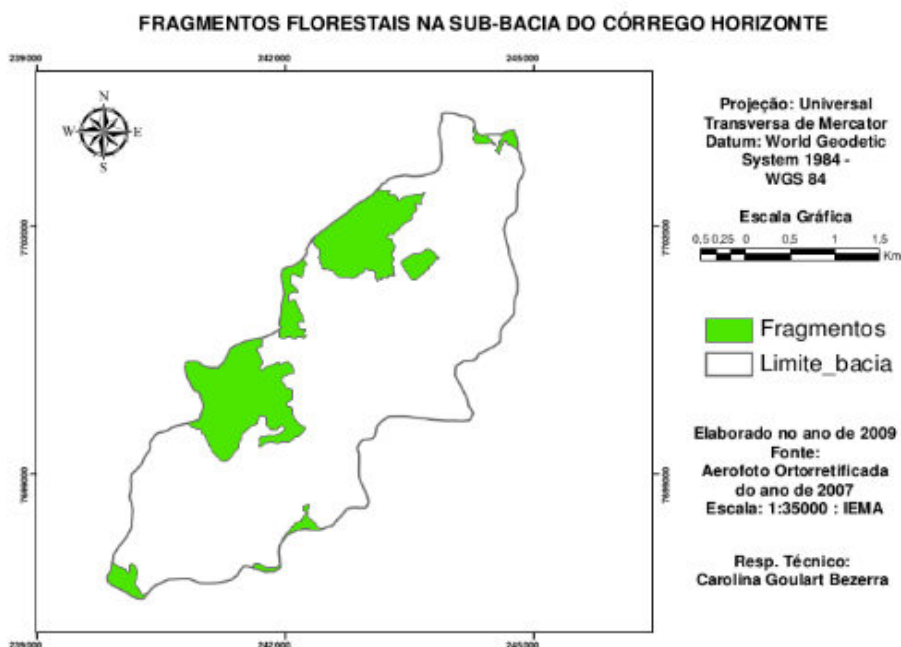 FRAGMENTOS FLORESTAIS NA SUB-BACIA DO CÓRREGO HORIZONTE
239000 242000 245000
N
W E
S
7702000 7702000
7699000 7699000
239000 242000 245000
Projeção: Universal
Transversa de Mercator
Datum: World Geodetic
System 1984 -
WGS 84
Escala Gráfica
0,5 0,25 0 0,5 1 1,5
Km
Fragmentos
Limite_bacia
Elaborado no ano de 2009
Fonte:
Aerofoto Ortorretificada
do ano de 2007
Escala: 1:35000 : IEMA
Resp. Técnico:
Carolina Goulart Bezerra